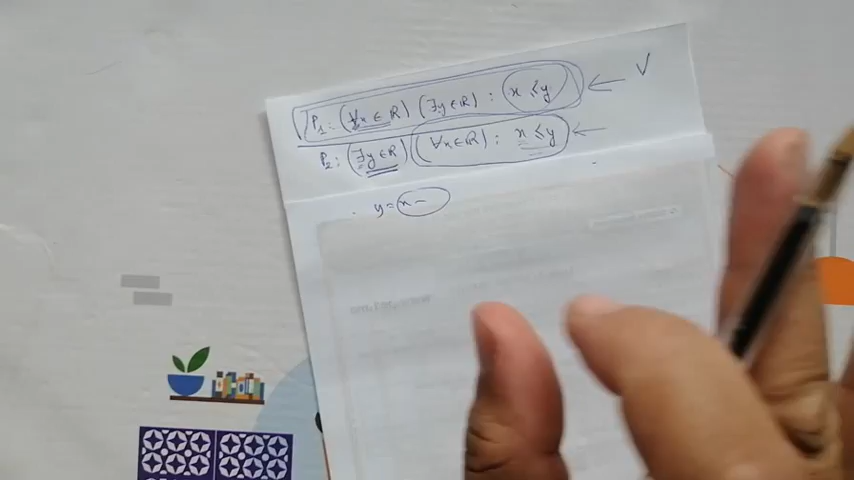 P₁: (∀x ∈ ℝ) (∃y ∈ ℝ) : x ≤ y ← V
P₂: (∃y ∈ ℝ) (∀x ∈ ℝ) : x ≤ y ←
y = x -